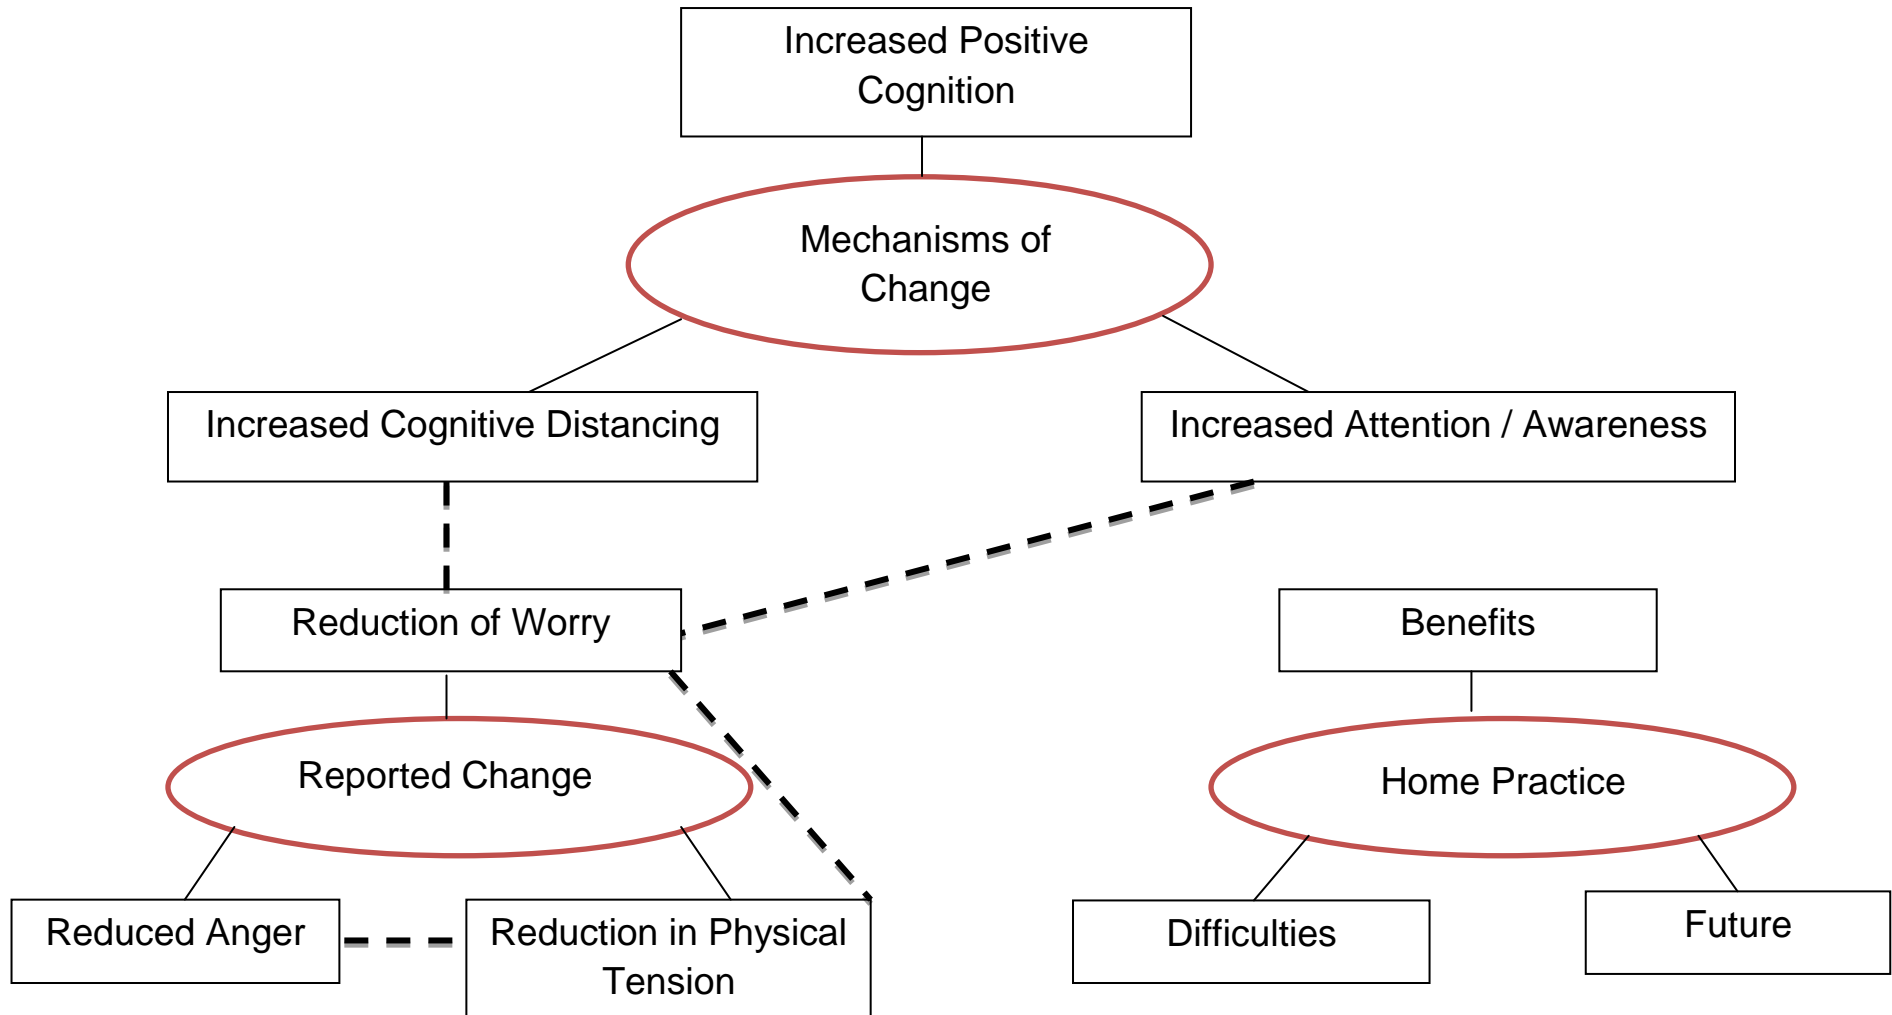 Increased Positive
Cognition
Mechanisms of
Change
Increased Cognitive Distancing
Increased Attention / Awareness
Reduction of Worry
Benefits
Reported Change
Home Practice
Reduced Anger
Reduction in Physical
Tension
Difficulties
Future